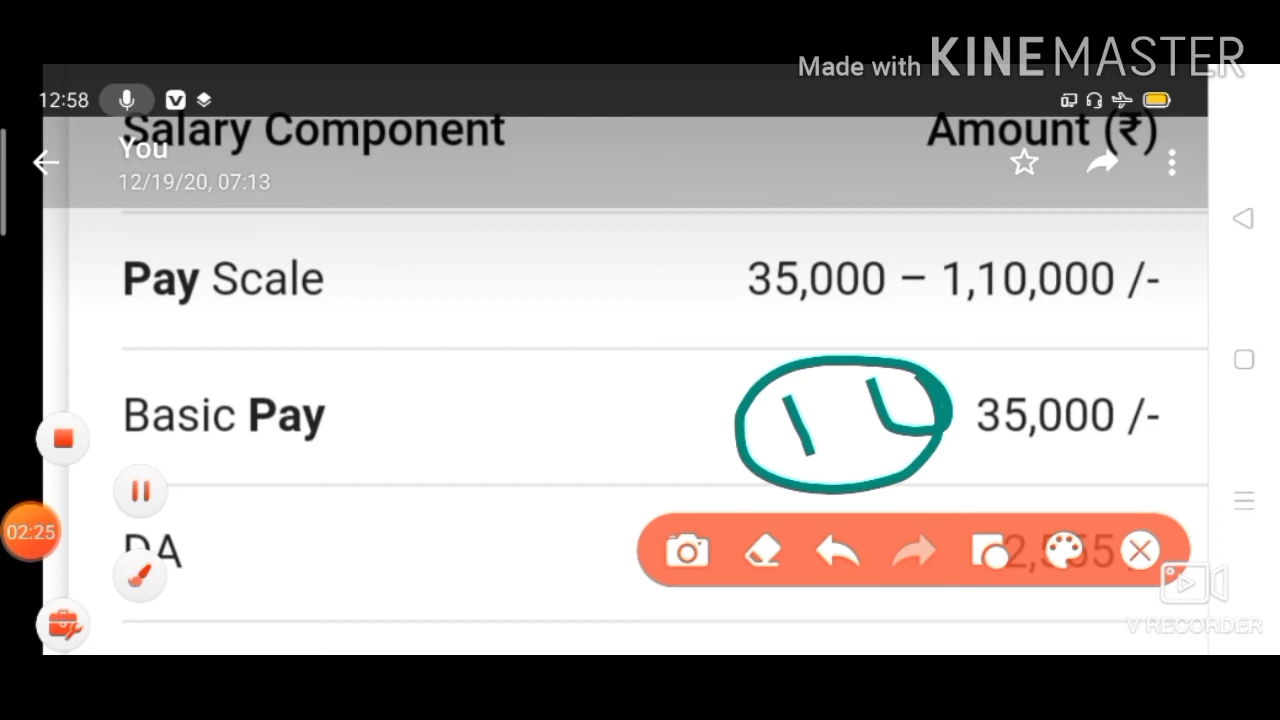 Made with KINEMASTER
12:58
Salary Component Amount (₹)
You
12/19/20, 07:13
Pay Scale 35,000 – 1,10,000 /-
Basic Pay 35,000 /-
02:25
DA
V RECORDER